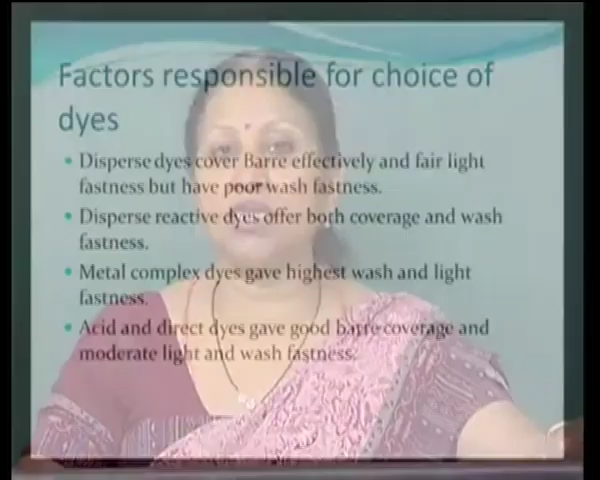 Factors responsible for choice of
dyes
• Disperse dyes cover Barre effectively and fair light
fastness but have poor wash fastness.
• Disperse reactive dyes offer both coverage and wash
fastness.
• Metal complex dyes gave highest wash and light
fastness.
• Acid and direct dyes gave good barre coverage and
moderate light and wash fastness.